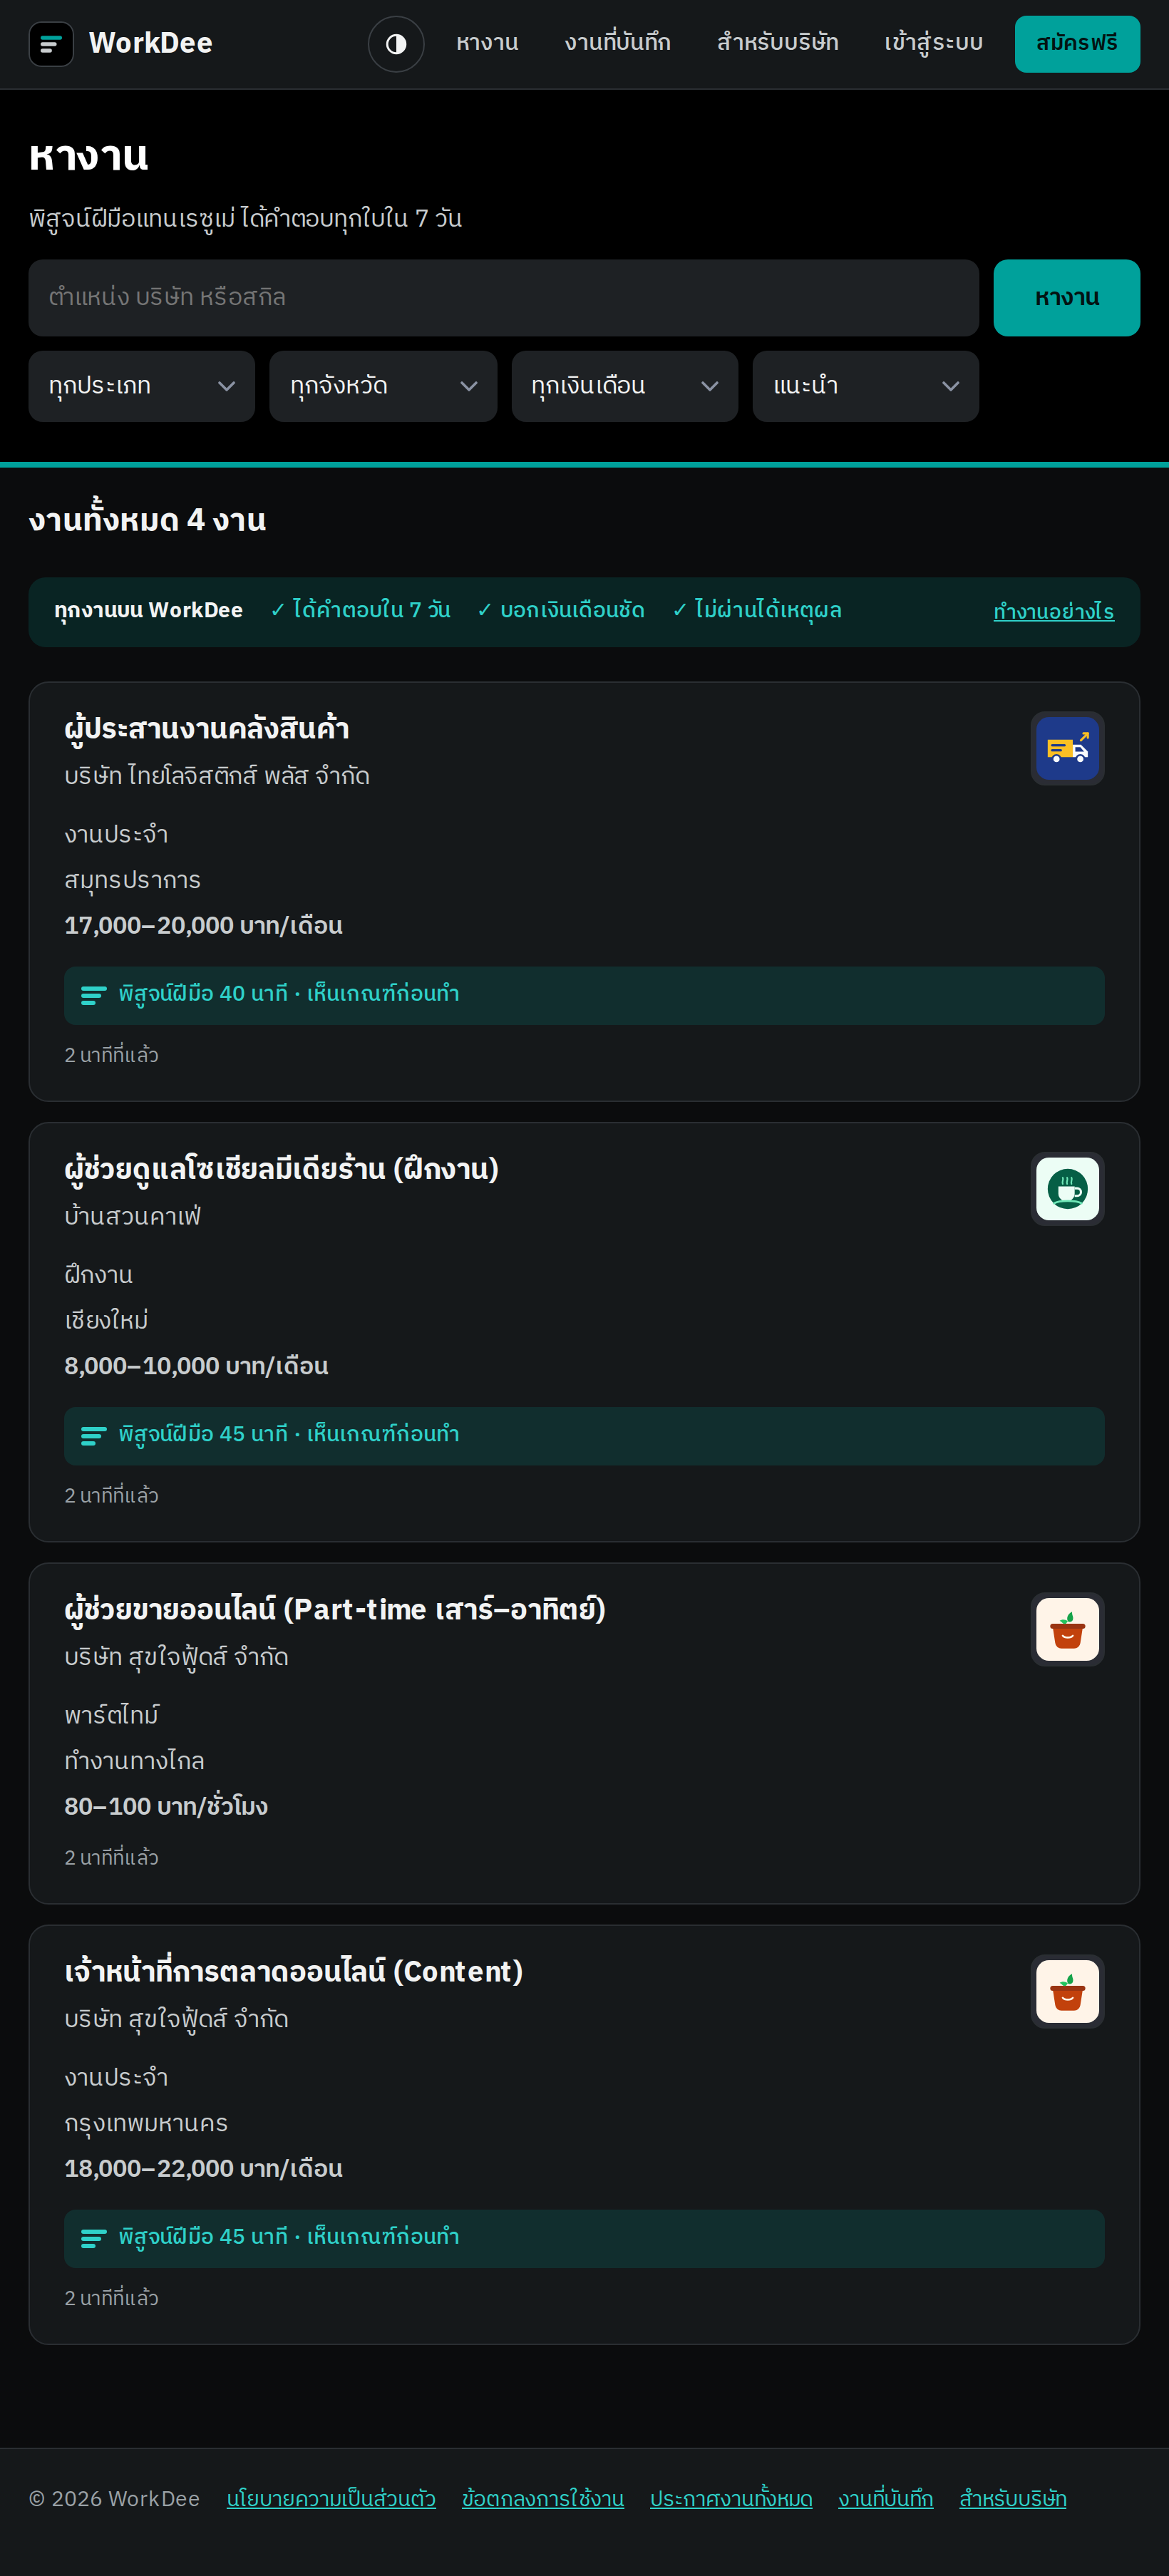 WorkDee
หางาน
งานที่บันทึก
สำหรับบริษัท
เข้าสู่ระบบ
สมัครฟรี
หางาน
พิสูจน์ฝีมือแทนเรซูเม่ ได้คำตอบทุกใบใน 7 วัน
ตำแหน่ง บริษัท หรือสกิล
หางาน
ทุกประเภท
ทุกจังหวัด
ทุกเงินเดือน
แนะนำ
งานทั้งหมด 4 งาน
ทุกงานบน WorkDee ✓ ได้คำตอบใน 7 วัน ✓ บอกเงินเดือนชัด ✓ ไม่ผ่านได้เหตุผล ทำงานอย่างไร
ผู้ประสานงานคลังสินค้า
บริษัท ไทยโลจิสติกส์ พลัส จำกัด
งานประจำ
สมุทรปราการ
17,000–20,000 บาท/เดือน
พิสูจน์ฝีมือ 40 นาที · เห็นเกณฑ์ก่อนทำ
2 นาทีที่แล้ว
ผู้ช่วยดูแลโซเชียลมีเดียร้าน (ฝึกงาน)
บ้านสวนคาเฟ่
ฝึกงาน
เชียงใหม่
8,000–10,000 บาท/เดือน
พิสูจน์ฝีมือ 45 นาที · เห็นเกณฑ์ก่อนทำ
2 นาทีที่แล้ว
ผู้ช่วยขายออนไลน์ (Part-time เสาร์–อาทิตย์)
บริษัท สุขใจฟู้ดส์ จำกัด
พาร์ตไทม์
ทำงานทางไกล
80–100 บาท/ชั่วโมง
2 นาทีที่แล้ว
เจ้าหน้าที่การตลาดออนไลน์ (Content)
บริษัท สุขใจฟู้ดส์ จำกัด
งานประจำ
กรุงเทพมหานคร
18,000–22,000 บาท/เดือน
พิสูจน์ฝีมือ 45 นาที · เห็นเกณฑ์ก่อนทำ
2 นาทีที่แล้ว
© 2026 WorkDee นโยบายความเป็นส่วนตัว ข้อตกลงการใช้งาน ประกาศงานทั้งหมด งานที่บันทึก สำหรับบริษัท